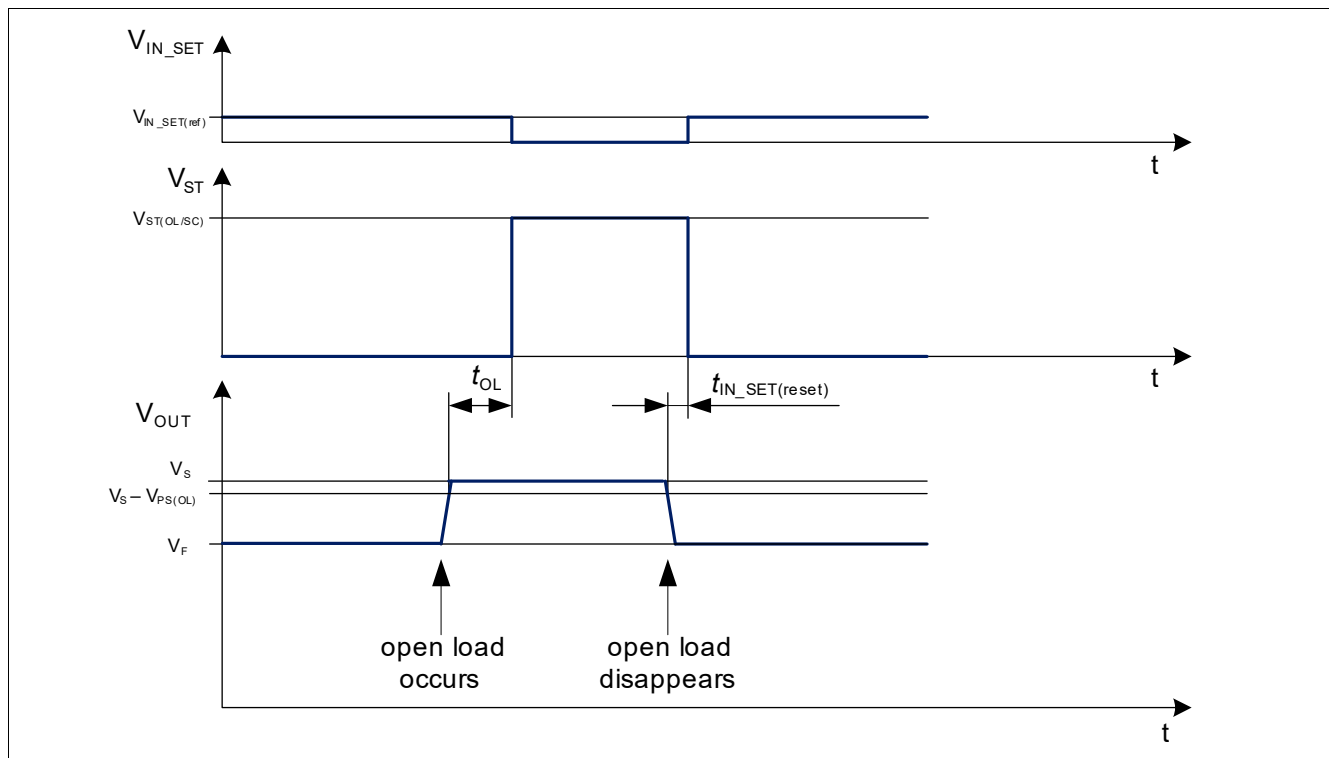 V_IN_SET
V_IN_SET(ref)
t
V_ST
V_ST(OL/SC)
t
t_OL
t_IN_SET(reset)
V_OUT
V_S
V_S – V_PS(OL)
V_F
open load
occurs
open load
disappears
t